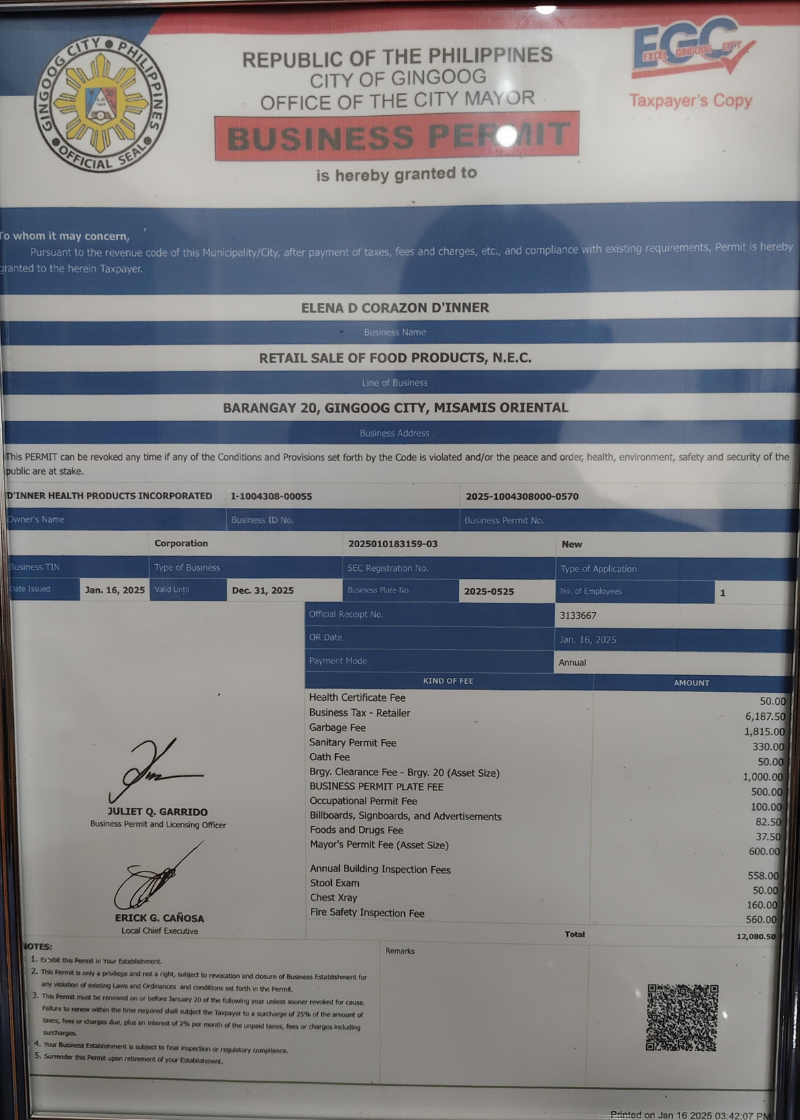 GINGOOG CITY • PHILIPPINES
• OFFICIAL SEAL •
REPUBLIC OF THE PHILIPPINES
CITY OF GINGOOG
OFFICE OF THE CITY MAYOR
BUSINESS PERMIT
is hereby granted to
EGC
Taxpayer's Copy
To whom it may concern,
Pursuant to the revenue code of this Municipality/City, after payment of taxes, fees and charges, etc., and compliance with existing requirements, Permit is hereby
granted to the herein Taxpayer.
ELENA D CORAZON D'INNER
Business Name
RETAIL SALE OF FOOD PRODUCTS, N.E.C.
Line of Business
BARANGAY 20, GINGOOG CITY, MISAMIS ORIENTAL
Business Address
This PERMIT can be revoked any time if any of the Conditions and Provisions set forth by the Code is violated and/or the peace and order, health, environment, safety and security of the
public are at stake.
D'INNER HEALTH PRODUCTS INCORPORATED I-1004308-00055 2025-1004308000-0570
Owner's Name Business ID No. Business Permit No.
Corporation 2025010183159-03 New
Business TIN Type of Business SEC Registration No. Type of Application
Date Issued Jan. 16, 2025 Valid Until Dec. 31, 2025 Business Plate No. 2025-0525 No. of Employees 1
Official Receipt No. 3133667
OR Date Jan. 16, 2025
Payment Mode Annual
KIND OF FEE AMOUNT
Health Certificate Fee 50.00
Business Tax - Retailer 6,187.50
Garbage Fee 1,815.00
Sanitary Permit Fee 330.00
Oath Fee 50.00
Brgy. Clearance Fee - Brgy. 20 (Asset Size) 1,000.00
BUSINESS PERMIT PLATE FEE 500.00
Occupational Permit Fee 100.00
Billboards, Signboards, and Advertisements 82.50
Foods and Drugs Fee 37.50
Mayor's Permit Fee (Asset Size) 600.00
Annual Building Inspection Fees 558.00
Stool Exam 50.00
Chest Xray 160.00
Fire Safety Inspection Fee 560.00
Total 12,080.50
JULIET Q. GARRIDO
Business Permit and Licensing Officer
ERICK G. CAÑOSA
Local Chief Executive
NOTES:
1. Exhibit this Permit in Your Establishment.
2. This Permit is only a privilege and not a right, subject to revocation and closure of Business Establishment for
any violation of existing Laws and Ordinances and conditions set forth in the Permit.
3. This Permit must be renewed on or before January 20 of the following year unless sooner revoked for cause.
Failure to renew within the time required shall subject the Taxpayer to a surcharge of 25% of the amount of
taxes, fees or charges due, plus an interest of 2% per month of the unpaid taxes, fees or charges including
surcharges.
4. Your Business Establishment is subject to final inspection or regulatory compliance.
5. Surrender this Permit upon retirement of your Establishment.
Remarks
Printed on Jan 16 2025 03:42:07 PM